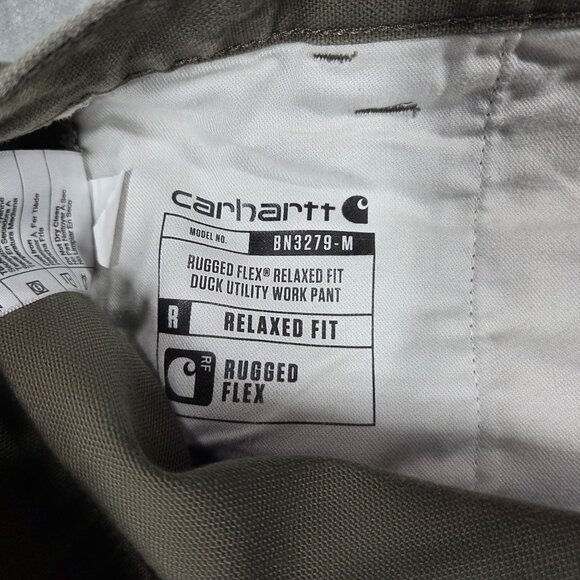 carhartt
MODEL NO. BN3279-M
RUGGED FLEX® RELAXED FIT
DUCK UTILITY WORK PANT
R RELAXED FIT
RF
RUGGED
FLEX